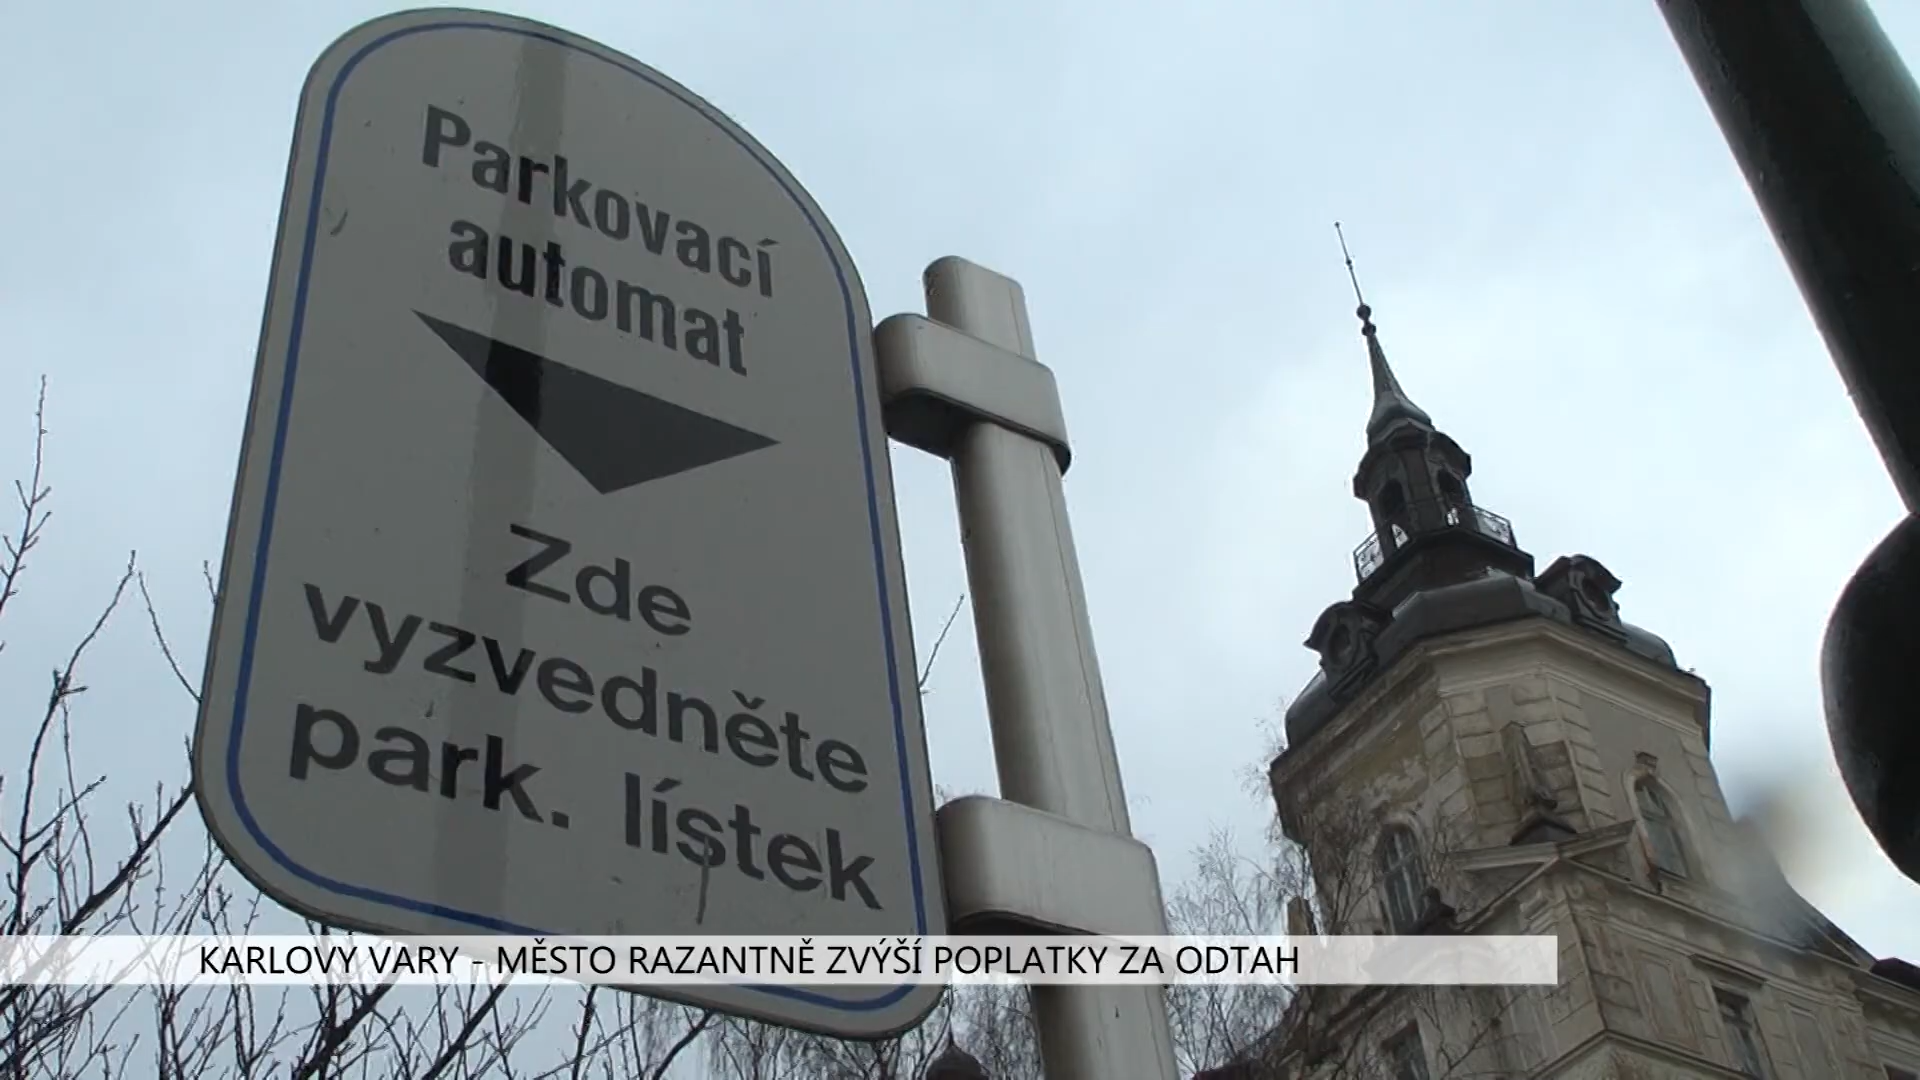 Parkovací
automat
Zde
vyzvedněte
park. lístek
KARLOVY VARY - MĚSTO RAZANTNĚ ZVÝŠÍ POPLATKY ZA ODTAH